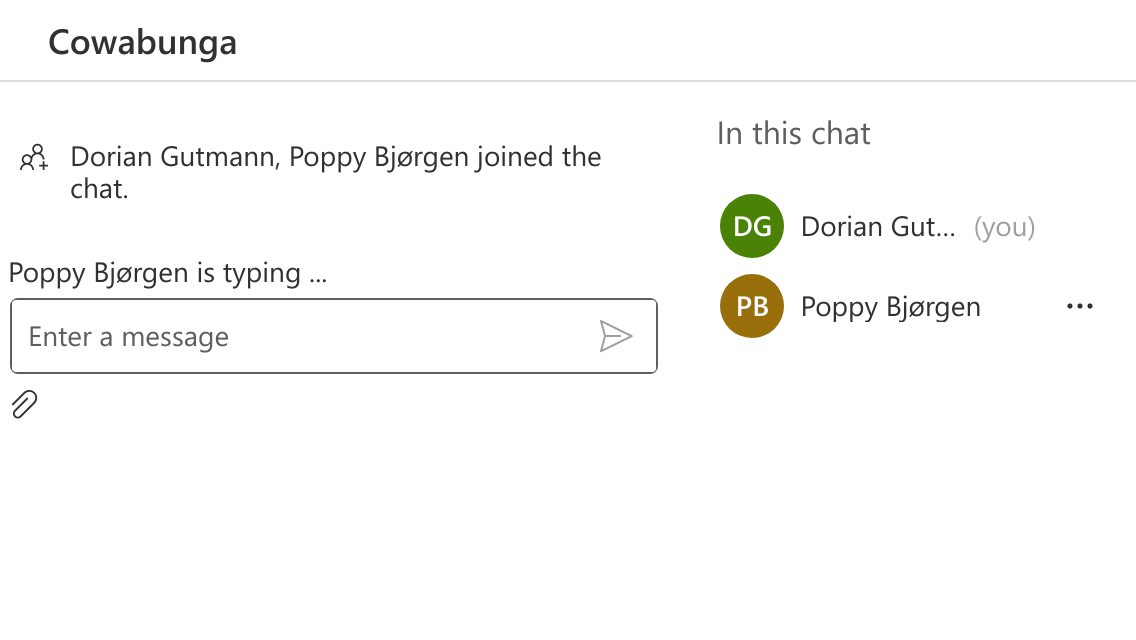 Cowabunga
Dorian Gutmann, Poppy Bjørgen joined the
chat.
Poppy Bjørgen is typing ...
Enter a message
In this chat
DG Dorian Gut... (you)
PB Poppy Bjørgen